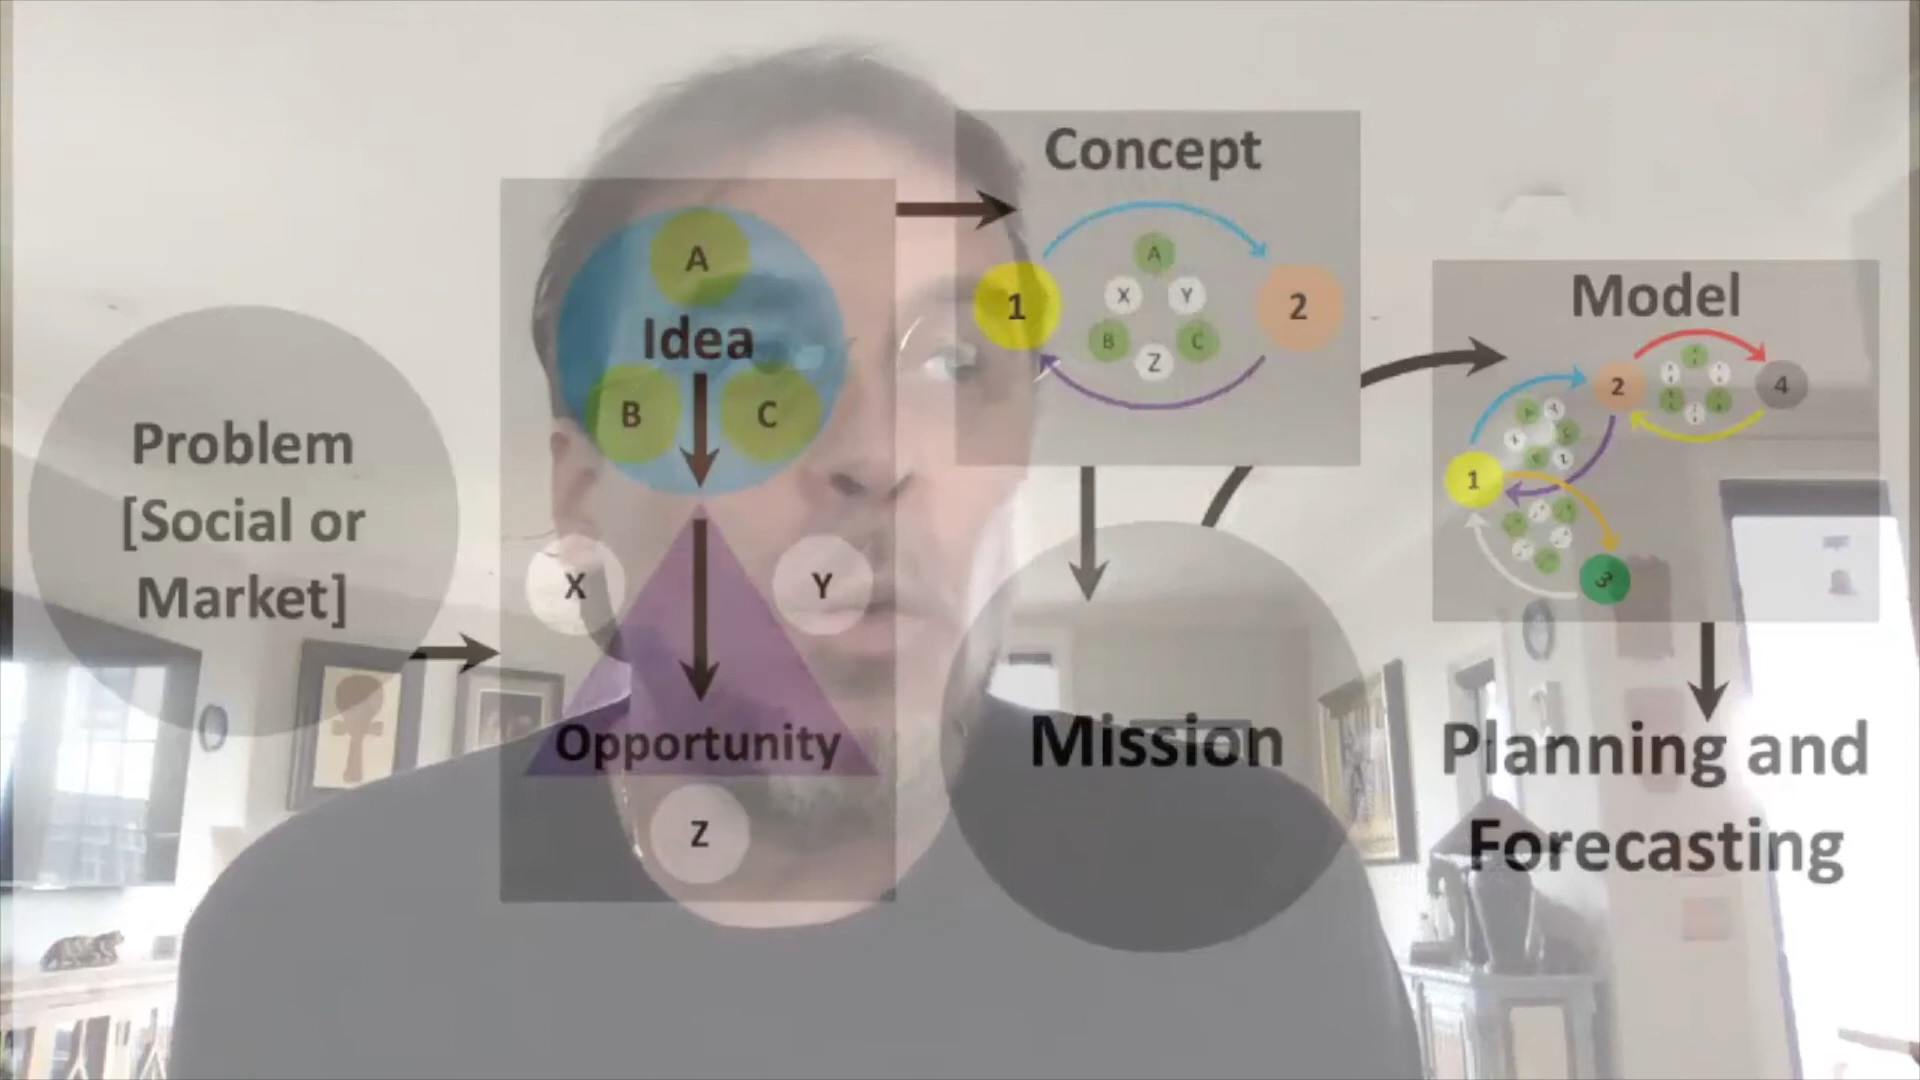 Problem
[Social or
Market]
A
Idea
B
C
X
Y
Opportunity
Z
Concept
1
A
X
Y
B
C
Z
2
Mission
Model
2
4
1
3
Planning and
Forecasting